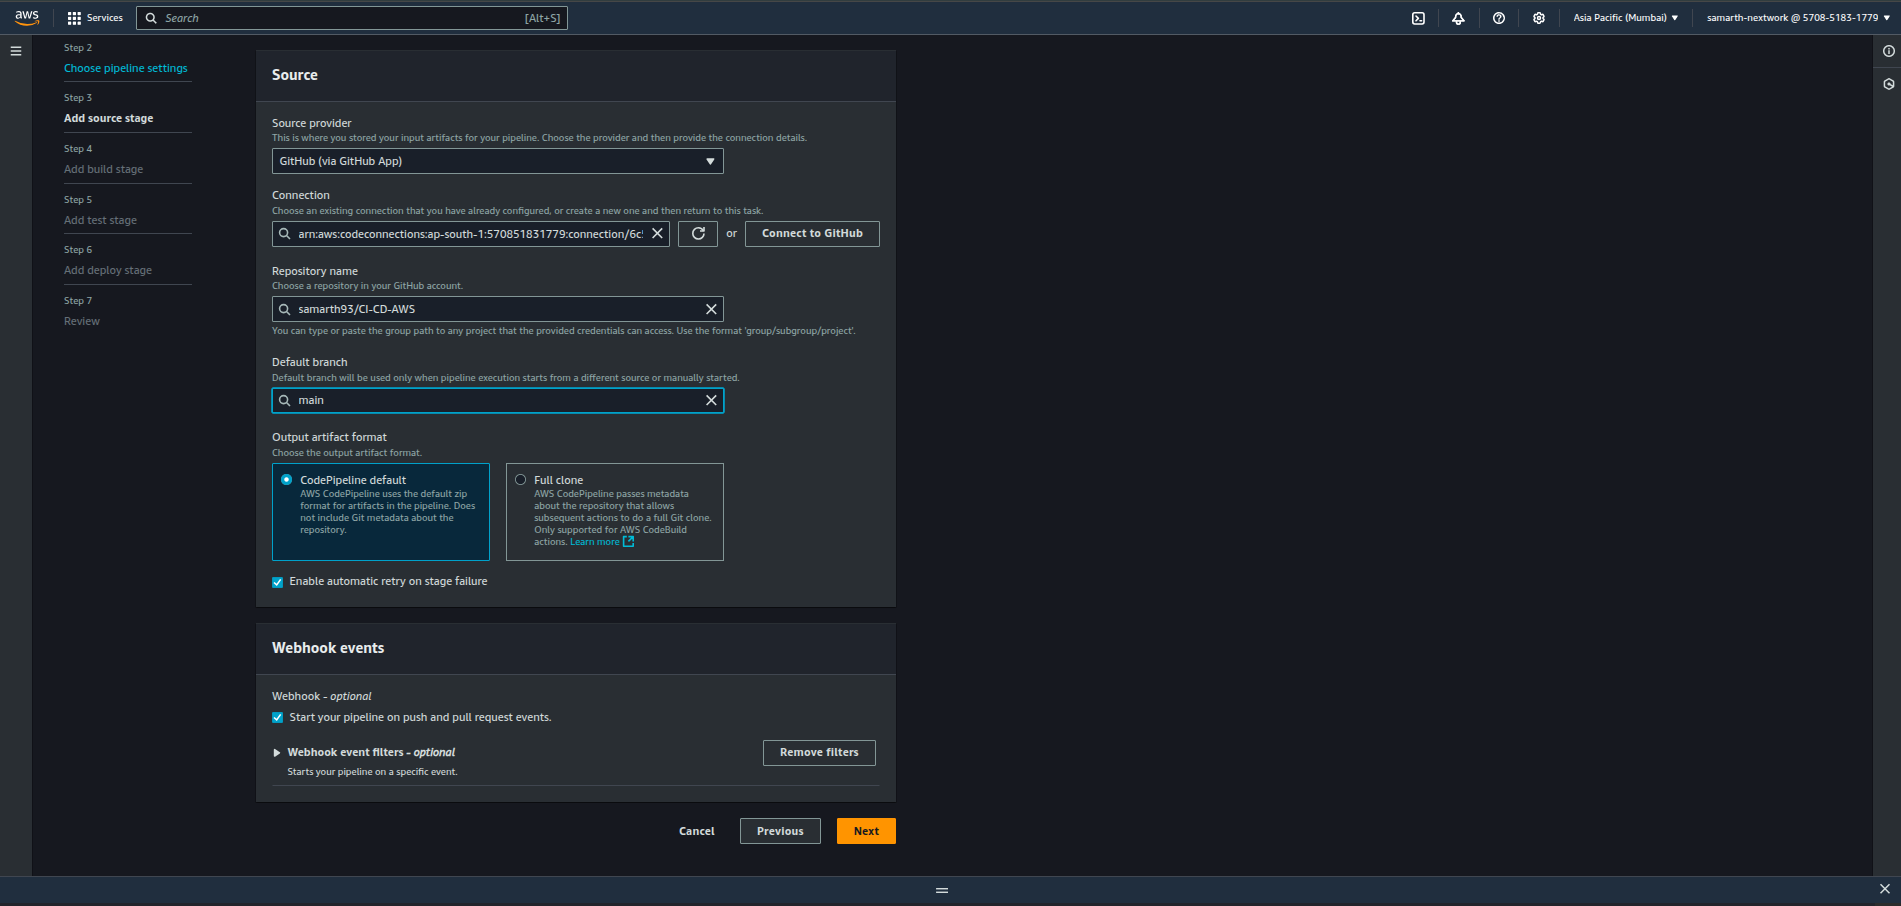 aws
Services
Search
[Alt+S]
Asia Pacific (Mumbai)
samarth-nextwork @ 5708-5183-1779
Step 2
Choose pipeline settings
Step 3
Add source stage
Step 4
Add build stage
Step 5
Add test stage
Step 6
Add deploy stage
Step 7
Review
Source
Source provider
This is where you stored your input artifacts for your pipeline. Choose the provider and then provide the connection details.
GitHub (via GitHub App)
Connection
Choose an existing connection that you have already configured, or create a new one and then return to this task.
arn:aws:codeconnections:ap-south-1:570851831779:connection/6c
or
Connect to GitHub
Repository name
Choose a repository in your GitHub account.
samarth93/CI-CD-AWS
You can type or paste the group path to any project that the provided credentials can access. Use the format 'group/subgroup/project'.
Default branch
Default branch will be used only when pipeline execution starts from a different source or manually started.
main
Output artifact format
Choose the output artifact format.
CodePipeline default
AWS CodePipeline uses the default zip
format for artifacts in the pipeline. Does
not include Git metadata about the
repository.
Full clone
AWS CodePipeline passes metadata
about the repository that allows
subsequent actions to do a full Git clone.
Only supported for AWS CodeBuild
actions. Learn more
Enable automatic retry on stage failure
Webhook events
Webhook - optional
Start your pipeline on push and pull request events.
Webhook event filters - optional
Starts your pipeline on a specific event.
Remove filters
Cancel
Previous
Next